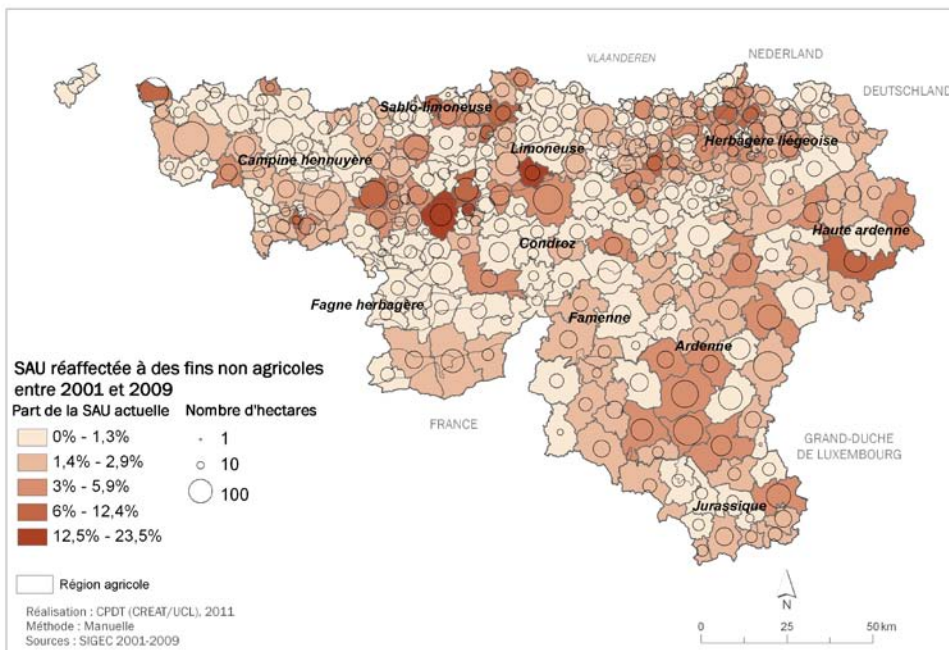 NEDERLAND
VLAANDEREN
DEUTSCHLAND
Sablo-limoneuse
Herbagère liégeoise
Limoneuse
Campine hennuyère
Haute ardenne
Condroz
Fagne herbagère
Famenne
Ardenne
SAU réaffectée à des fins non agricoles
entre 2001 et 2009
Part de la SAU actuelle
Nombre d'hectares
0% - 1,3%
1,4% - 2,9%
3% - 5,9%
6% - 12,4%
12,5% - 23,5%
1
10
100
FRANCE
GRAND-DUCHE
DE LUXEMBOURG
Jurassique
Région agricole
Réalisation : CPDT (CREAT/UCL), 2011
Méthode : Manuelle
Sources : SIGEC 2001-2009
N
0 25 50 km